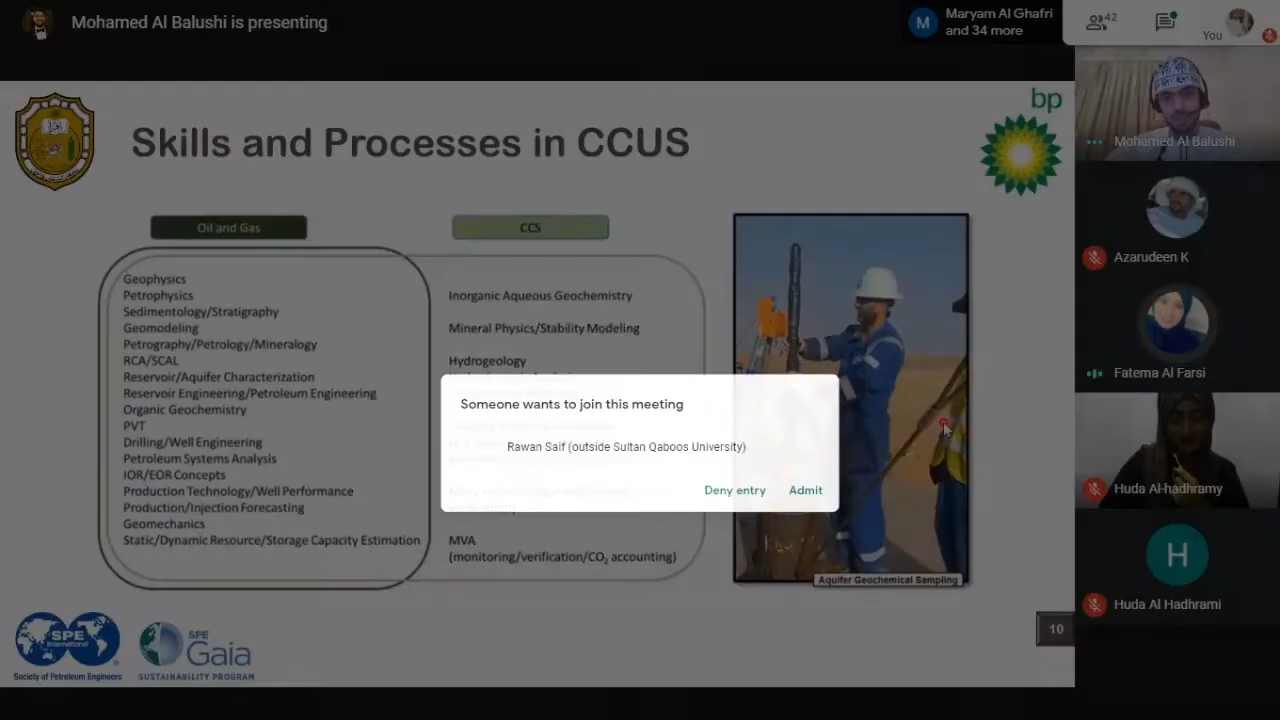 Mohamed Al Balushi is presenting
M
Maryam Al Ghafri
and 34 more
42
You
bp
Skills and Processes in CCUS
Mohamed Al Balushi
Azarudeen K
Fatema Al Farsi
Huda Al-hadhramy
H
Huda Al Hadhrami
Oil and Gas
CCS
Geophysics
Petrophysics
Sedimentology/Stratigraphy
Geomodeling
Petrography/Petrology/Mineralogy
RCA/SCAL
Reservoir/Aquifer Characterization
Reservoir Engineering/Petroleum Engineering
Organic Geochemistry
PVT
Drilling/Well Engineering
Petroleum Systems Analysis
IOR/EOR Concepts
Production Technology/Well Performance
Production/Injection Forecasting
Geomechanics
Static/Dynamic Resource/Storage Capacity Estimation
Inorganic Aqueous Geochemistry
Mineral Physics/Stability Modeling
Hydrogeology
MVA
(monitoring/verification/CO₂ accounting)
Someone wants to join this meeting
Rawan Saif (outside Sultan Qaboos University)
Deny entry
Admit
Aquifer Geochemical Sampling
10
SPE
International
Society of Petroleum Engineers
SPE
Gaia
SUSTAINABILITY PROGRAM